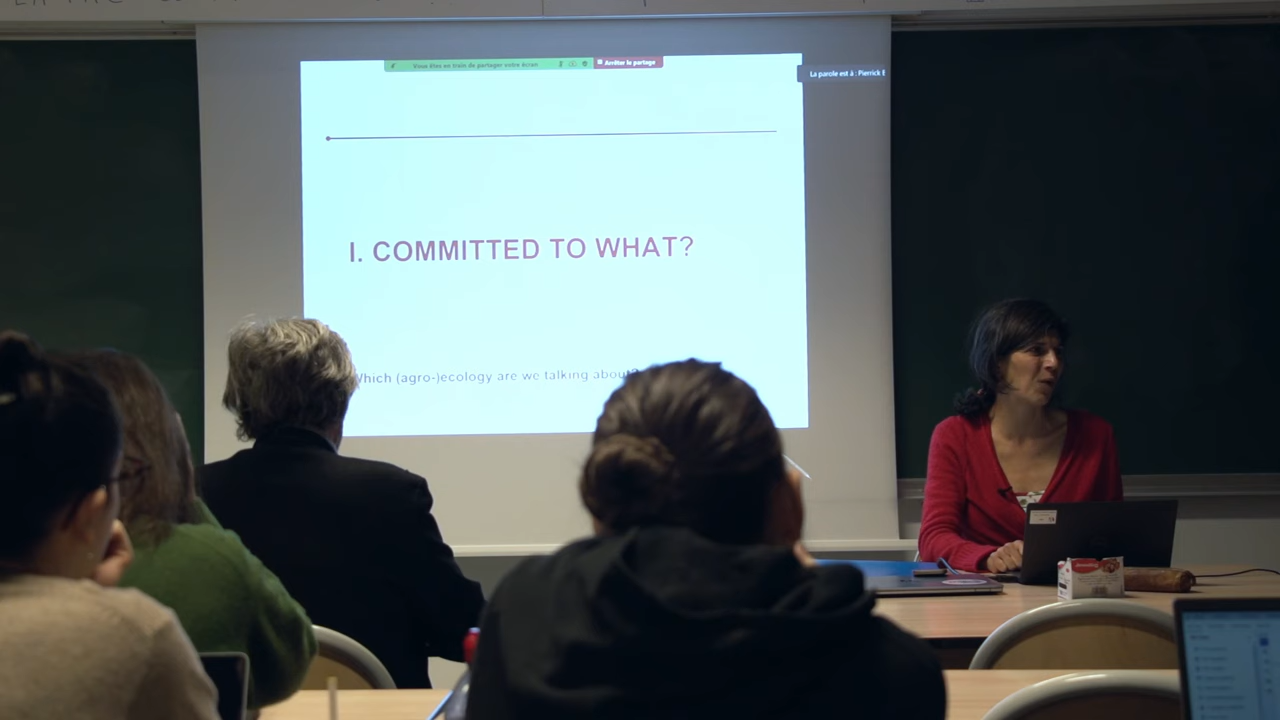 Vous êtes en train de partager votre écran
Arrêter le partage
La parole est à : Pierrick
I. COMMITTED TO WHAT?
Which (agro-)ecology are we talking about?